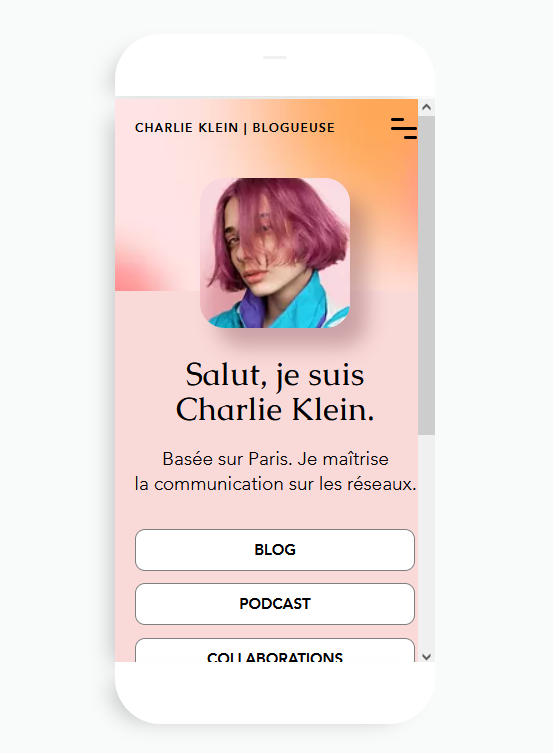 CHARLIE KLEIN | BLOGUEUSE
Salut, je suis
Charlie Klein.
Basée sur Paris. Je maîtrise
la communication sur les réseaux.
BLOG
PODCAST
COLLABORATIONS